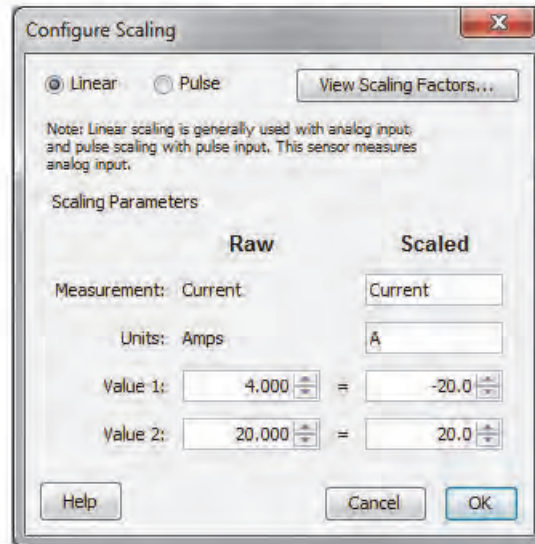 Configure Scaling
Linear Pulse View Scaling Factors...
Note: Linear scaling is generally used with analog input,
and pulse scaling with pulse input. This sensor measures
analog input.
Scaling Parameters
Raw Scaled
Measurement: Current Current
Units: Amps A
Value 1: 4.000 = -20.0
Value 2: 20.000 = 20.0
Help Cancel OK